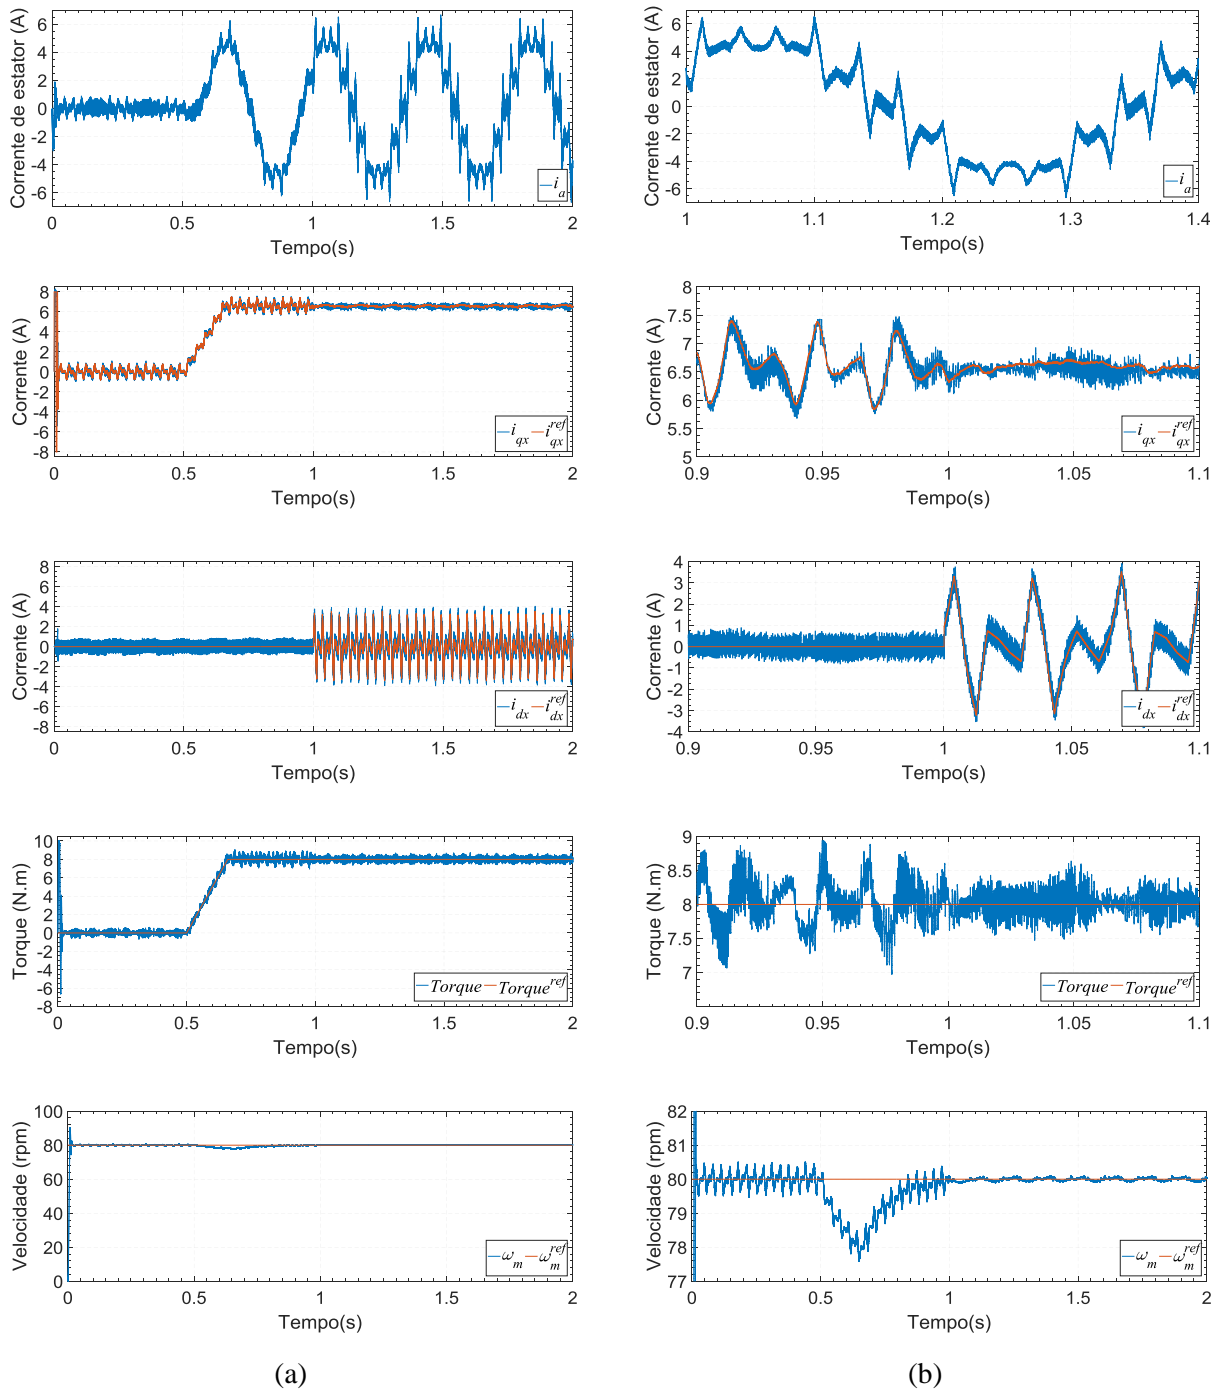 Corrente de estator (A)
6
4
2
0
-2
-4
-6
i_a
0 0.5 1 1.5 2
Tempo(s)
Corrente de estator (A)
6
4
2
0
-2
-4
-6
i_a
1 1.1 1.2 1.3 1.4
Tempo(s)
Corrente (A)
8
6
4
2
0
-2
-4
-6
-8
i_qx i_qx^ref
0 0.5 1 1.5 2
Tempo(s)
Corrente (A)
8
7.5
7
6.5
6
5.5
5
i_qx i_qx^ref
0.9 0.95 1 1.05 1.1
Tempo(s)
Corrente (A)
8
6
4
2
0
-2
-4
-6
-8
i_dx i_dx^ref
0 0.5 1 1.5 2
Tempo(s)
Corrente (A)
4
3
2
1
0
-1
-2
-3
-4
i_dx i_dx^ref
0.9 0.95 1 1.05 1.1
Tempo(s)
Torque (N.m)
10
8
6
4
2
0
-2
-4
-6
-8
Torque Torque^ref
0 0.5 1 1.5 2
Tempo(s)
Torque (N.m)
9
8.5
8
7.5
7
Torque Torque^ref
0.9 0.95 1 1.05 1.1
Tempo(s)
Velocidade (rpm)
100
80
60
40
20
0
ω_m ω_m^ref
0 0.5 1 1.5 2
Tempo(s)
Velocidade (rpm)
82
81
80
79
78
77
ω_m ω_m^ref
0 0.5 1 1.5 2
Tempo(s)
(a) (b)